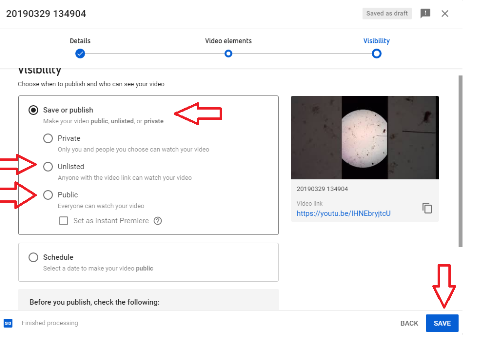 20190329 134904
Saved as draft
Details
Video elements
Visibility
Visibility
Choose when to publish and who can see your video
Save or publish
Make your video public, unlisted, or private
Private
Only you and people you choose can watch your video
Unlisted
Anyone with the video link can watch your video
Public
Everyone can watch your video
Set as instant Premiere
Schedule
Select a date to make your video public
Before you publish, check the following:
20190329 134904
Video link
https://youtu.be/IHNEbryjtcU
SD
Finished processing
BACK
SAVE